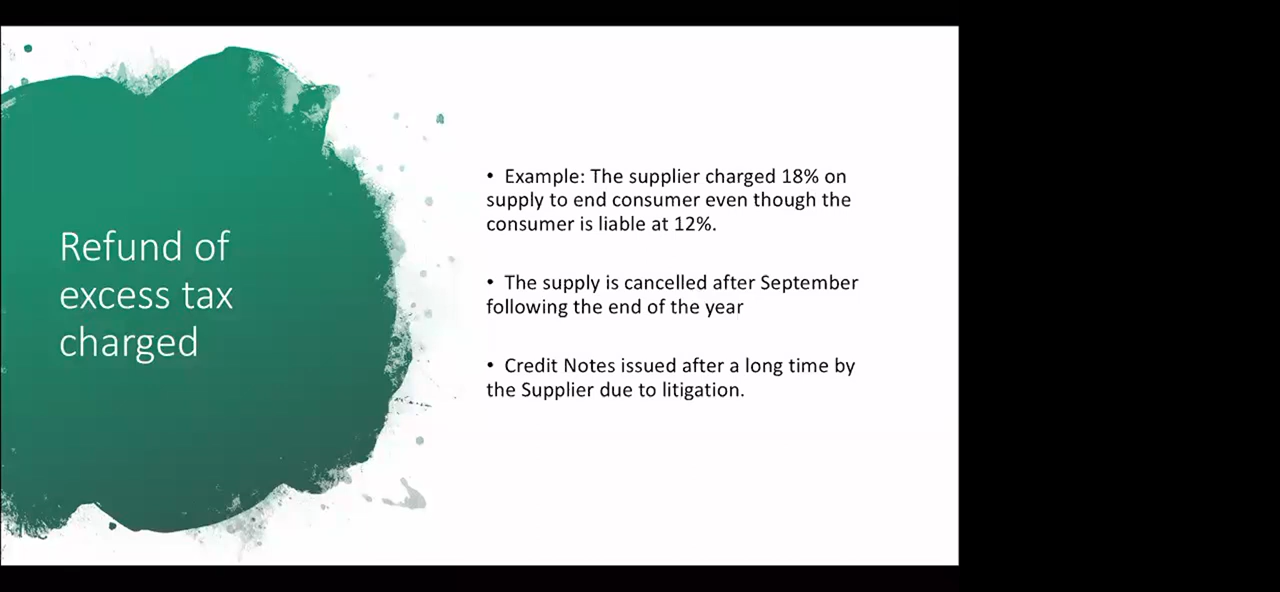 Refund of
excess tax
charged
• Example: The supplier charged 18% on
supply to end consumer even though the
consumer is liable at 12%.
• The supply is cancelled after September
following the end of the year
• Credit Notes issued after a long time by
the Supplier due to litigation.